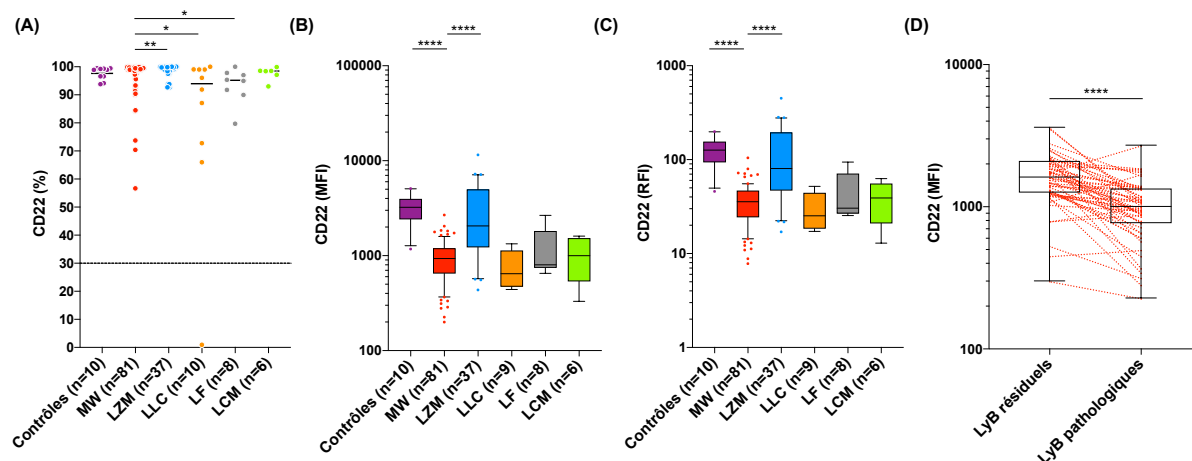 (A)
CD22 (%)
100
90
80
70
60
50
40
30
20
10
0
*
*
**
Contrôles (n=10)
MW (n=81)
LZM (n=37)
LLC (n=10)
LF (n=8)
LCM (n=6)
(B)
CD22 (MFI)
100000
10000
1000
100
****
****
Contrôles (n=10)
MW (n=81)
LZM (n=37)
LLC (n=9)
LF (n=8)
LCM (n=6)
(C)
CD22 (RFI)
1000
100
10
1
****
****
Contrôles (n=10)
MW (n=81)
LZM (n=37)
LLC (n=9)
LF (n=8)
LCM (n=6)
(D)
CD22 (MFI)
10000
1000
100
****
LyB résiduels
LyB pathologiques